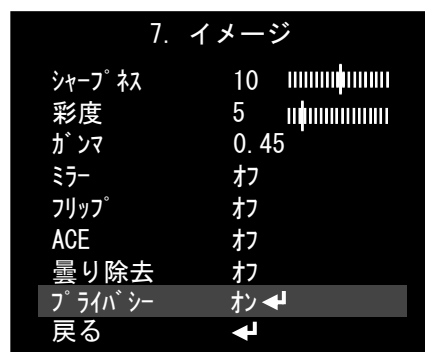 7. イメージ
ｼｬｰﾌﾟﾈｽ 10
彩度 5
ｶﾞﾝﾏ 0.45
ﾐﾗｰ ｵﾌ
ﾌﾘｯﾌﾟ ｵﾌ
ACE ｵﾌ
曇り除去 ｵﾌ
ﾌﾟﾗｲﾊﾞｼｰ ｵﾝ↵
戻る ↵